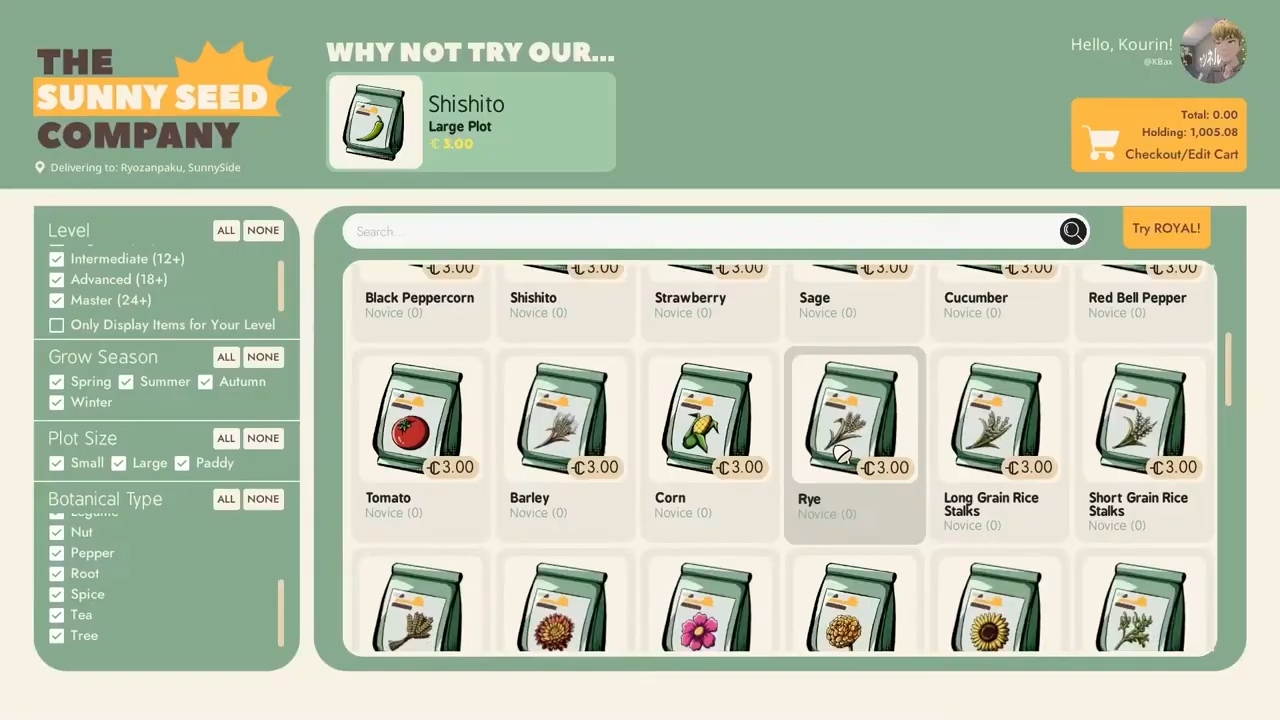 THE
SUNNY SEED
COMPANY
Delivering to: Ryozanpaku, SunnySide
WHY NOT TRY OUR...
Shishito
Large Plot
₵ 3.00
Hello, Kourin!
@KBax
Total: 0.00
Holding: 1,005.08
Checkout/Edit Cart
Level
ALL
NONE
Intermediate (12+)
Advanced (18+)
Master (24+)
Only Display Items for Your Level
Grow Season
ALL
NONE
Spring
Summer
Autumn
Winter
Plot Size
ALL
NONE
Small
Large
Paddy
Botanical Type
ALL
NONE
Legume
Nut
Pepper
Root
Spice
Tea
Tree
Search...
Try ROYAL!
₵3.00
₵3.00
₵3.00
₵3.00
₵3.00
₵3.00
Black Peppercorn
Novice (0)
Shishito
Novice (0)
Strawberry
Novice (0)
Sage
Novice (0)
Cucumber
Novice (0)
Red Bell Pepper
Novice (0)
₵3.00
₵3.00
₵3.00
₵3.00
₵3.00
₵3.00
Tomato
Novice (0)
Barley
Novice (0)
Corn
Novice (0)
Rye
Novice (0)
Long Grain Rice
Stalks
Novice (0)
Short Grain Rice
Stalks
Novice (0)